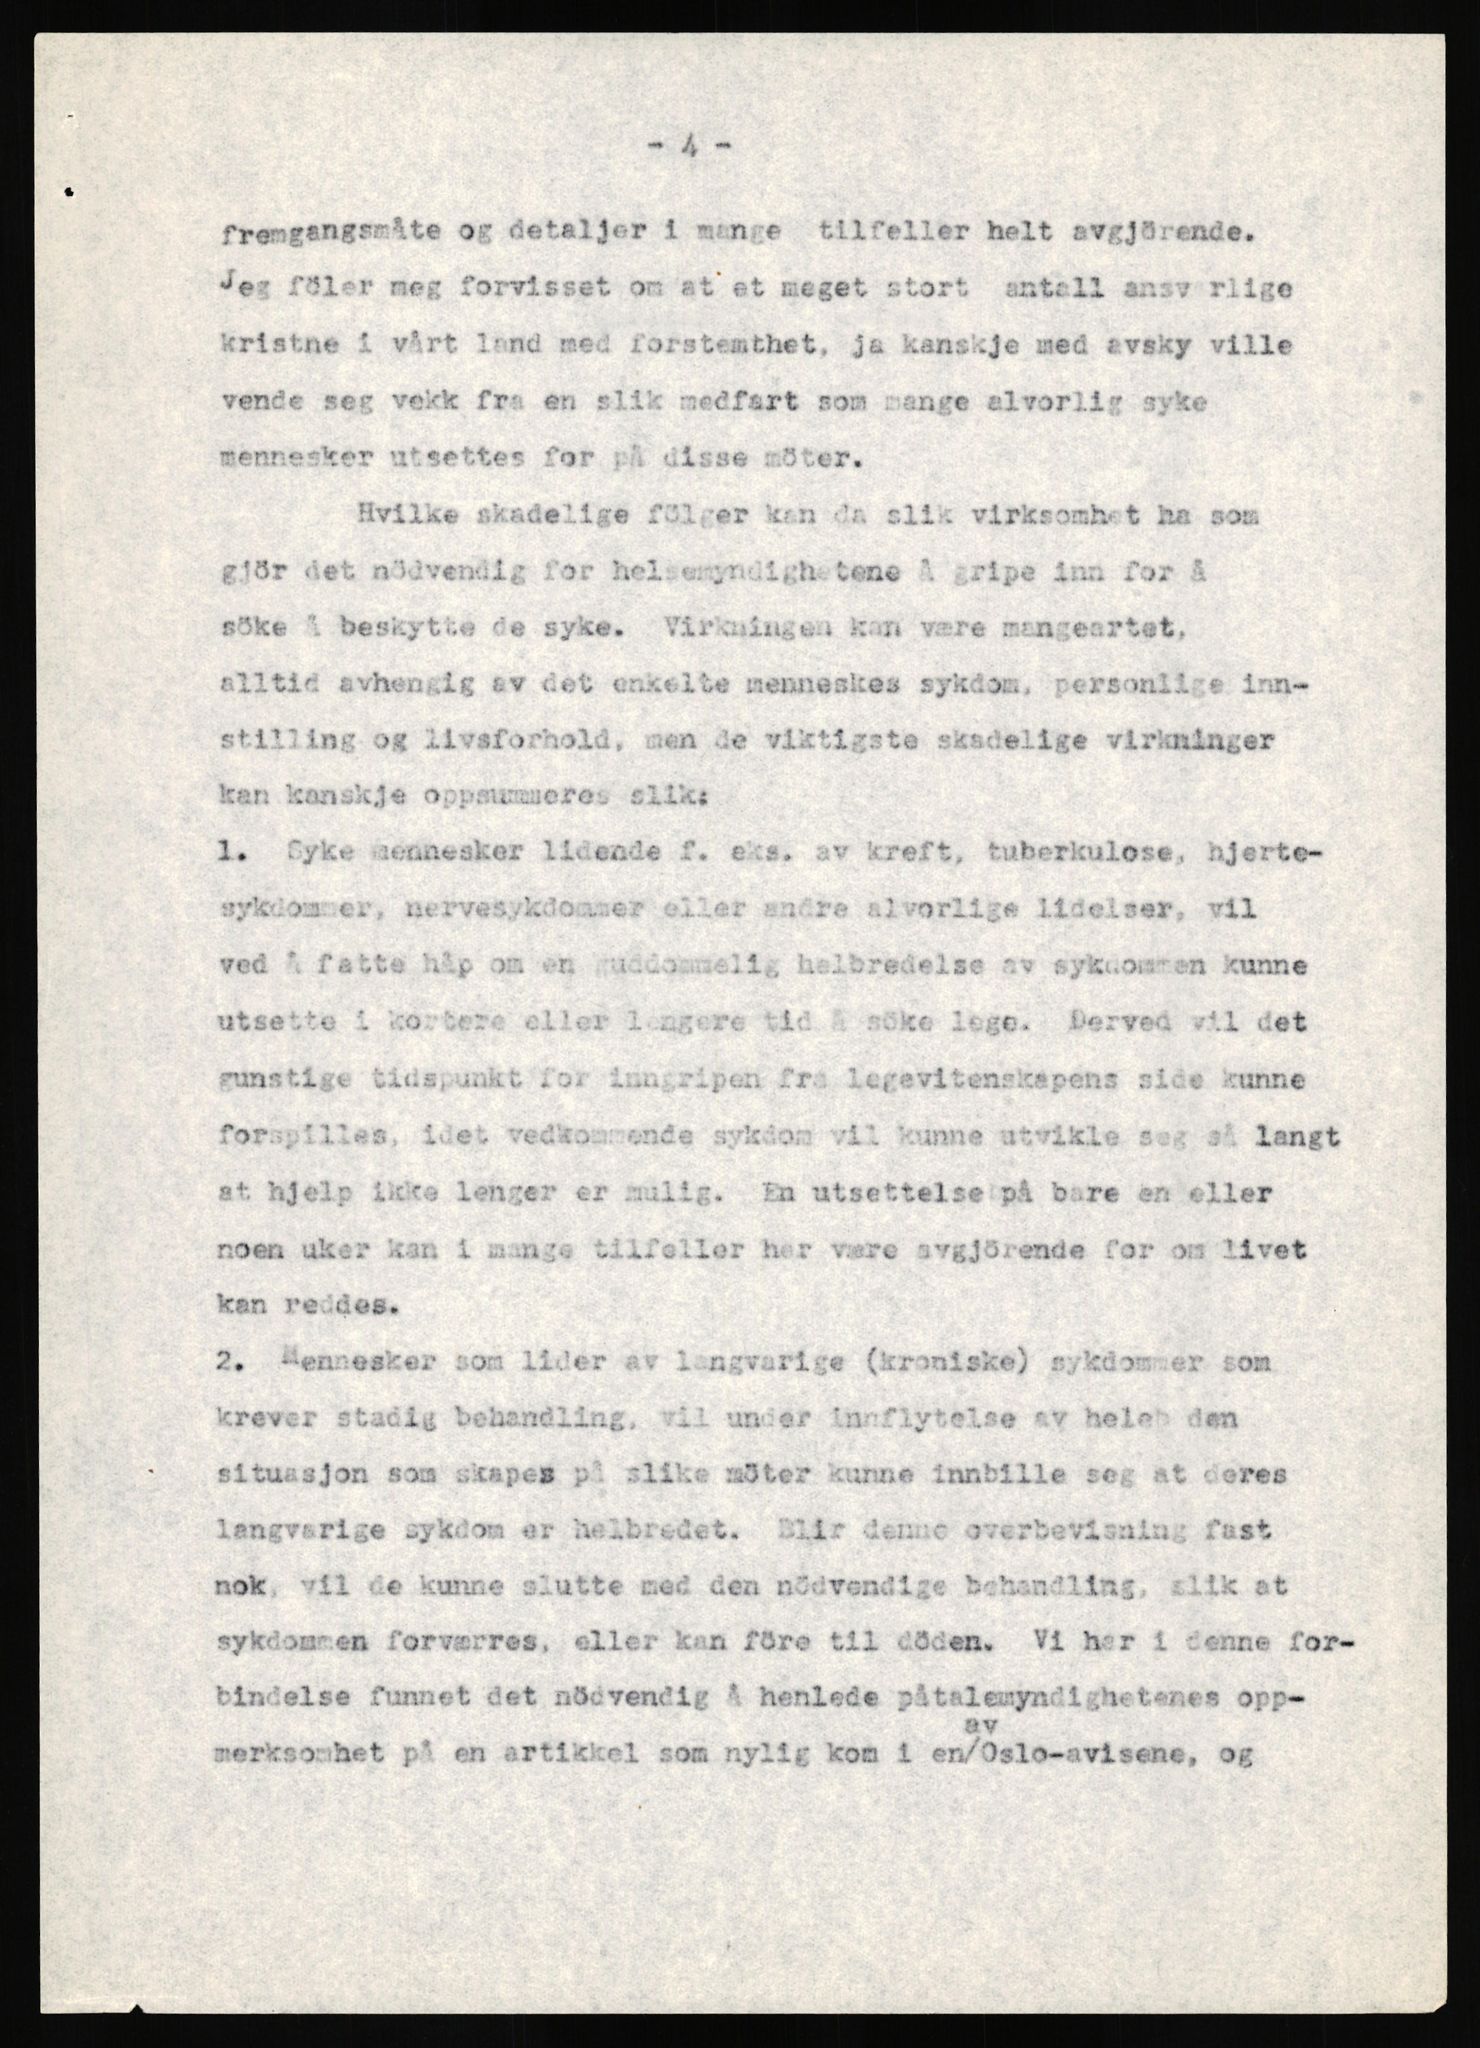 - 4 -
fremgangsmåte og detaljer i mange tilfeller helt avgjörende.
Jeg föler meg forvisset om at et meget stort antall ansv rlige
kristne i vårt land med forstemthet, ja kanskje med avsky ville
vende seg vekk fra en slik medfart som mange alvorlig syke
mennesker utsettes for på disse möter.
Hvilke skadelige fölger kan da slik virksomhet ha som
gjör det nödvendig for helsemyndighetene å gripe inn for å
söke å beskytte de syke. Virkningen kan være mangeartet,
alltid avhengig av det enkelte menneskes sykdom, personlige inn-
stilling og livsforhold, men de viktigste skadelige virkninger
kan kanskje oppsummeres slik:
1. Syke mennesker lidende f. eks. av kreft, tuberkulose, hjerte-
sykdommer, nervesykdommer eller andre alvorlige lidelser, vil
ved å fatte håp om en guddommelig helbredelse av sykdommen kunne
utsette i kortere eller lengere tid å söke lege. Derved vil det
gunstige tidspunkt for inngripen fra legevitenskapens side kunne
forspilles, idet vedkommende sykdom vil kunne utvikle seg så langt
at hjelp ikke lenger er mulig. En utsettelse på bare en eller
noen uker kan i mange tilfeller her være avgjörende for om livet
kan reddes.
2. Mennesker som lider av langvarige (kroniske) sykdommer som
krever stadig behandling, vil under innflytelse av heleb den
situasjon som skapes på slike möter kunne innbille seg at deres
langvarige sykdom er helbredet. Blir denne overbevisning fast
nok, vil de kunne slutte med den nödvendige behandling, slik at
sykdommen forværres, eller kan före til döden. Vi har i denne for-
bindelse funnet det nödvendig å henlede påtalemyndighetenes opp-
merksomhet på en artikkel som nylig kom i en/av Oslo-avisene, og